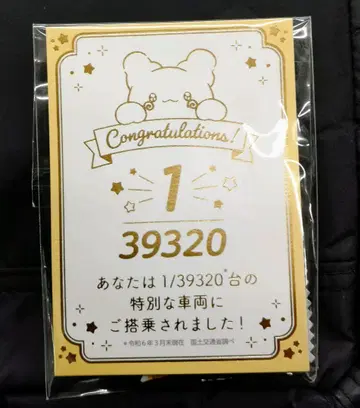 Congratulations!
1
39320
あなたは 1/39320*台の
特別な車両に
ご搭乗されました！
＊令和6年3月末現在 国土交通省調べ